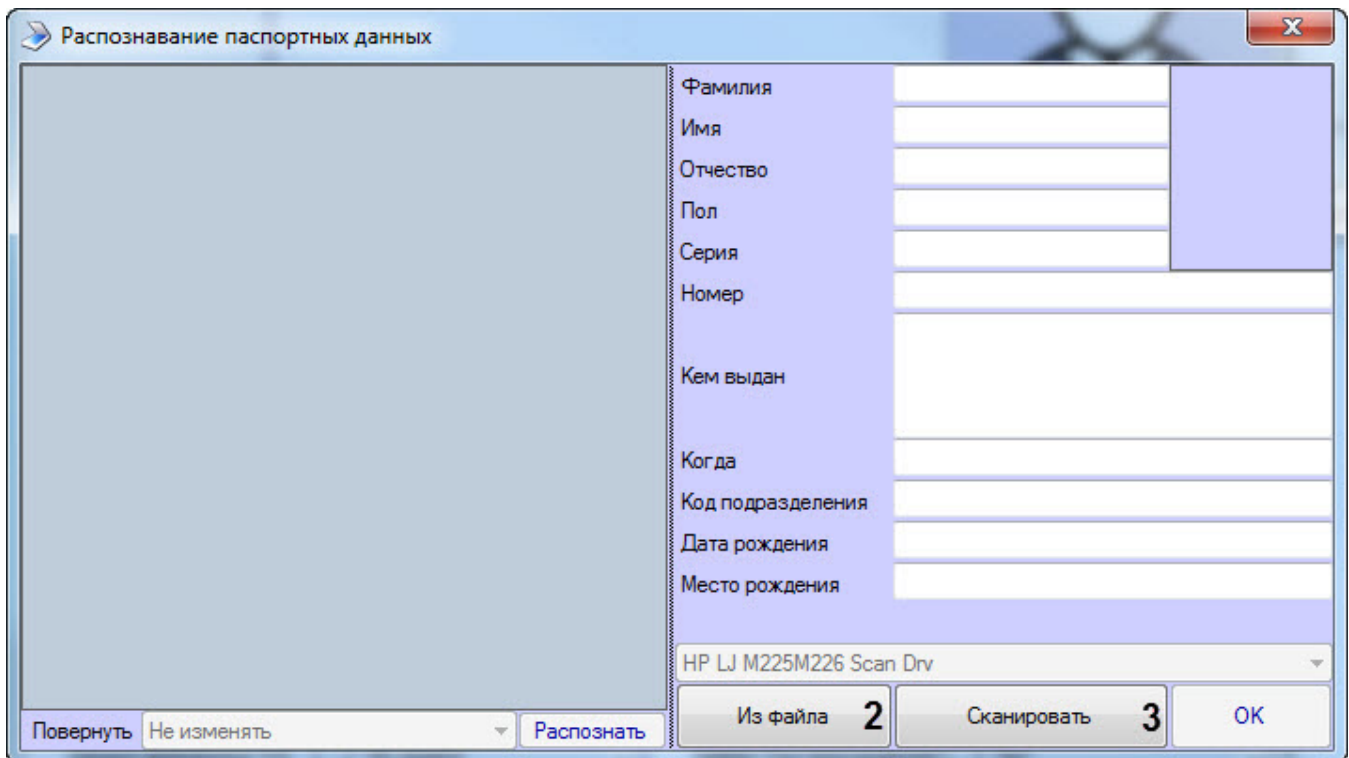 Распознавание паспортных данных
Фамилия
Имя
Отчество
Пол
Серия
Номер
Кем выдан
Когда
Код подразделения
Дата рождения
Место рождения
HP LJ M225M226 Scan Drv
Из файла 2 Сканировать 3 OK
Повернуть Не изменять Распознать